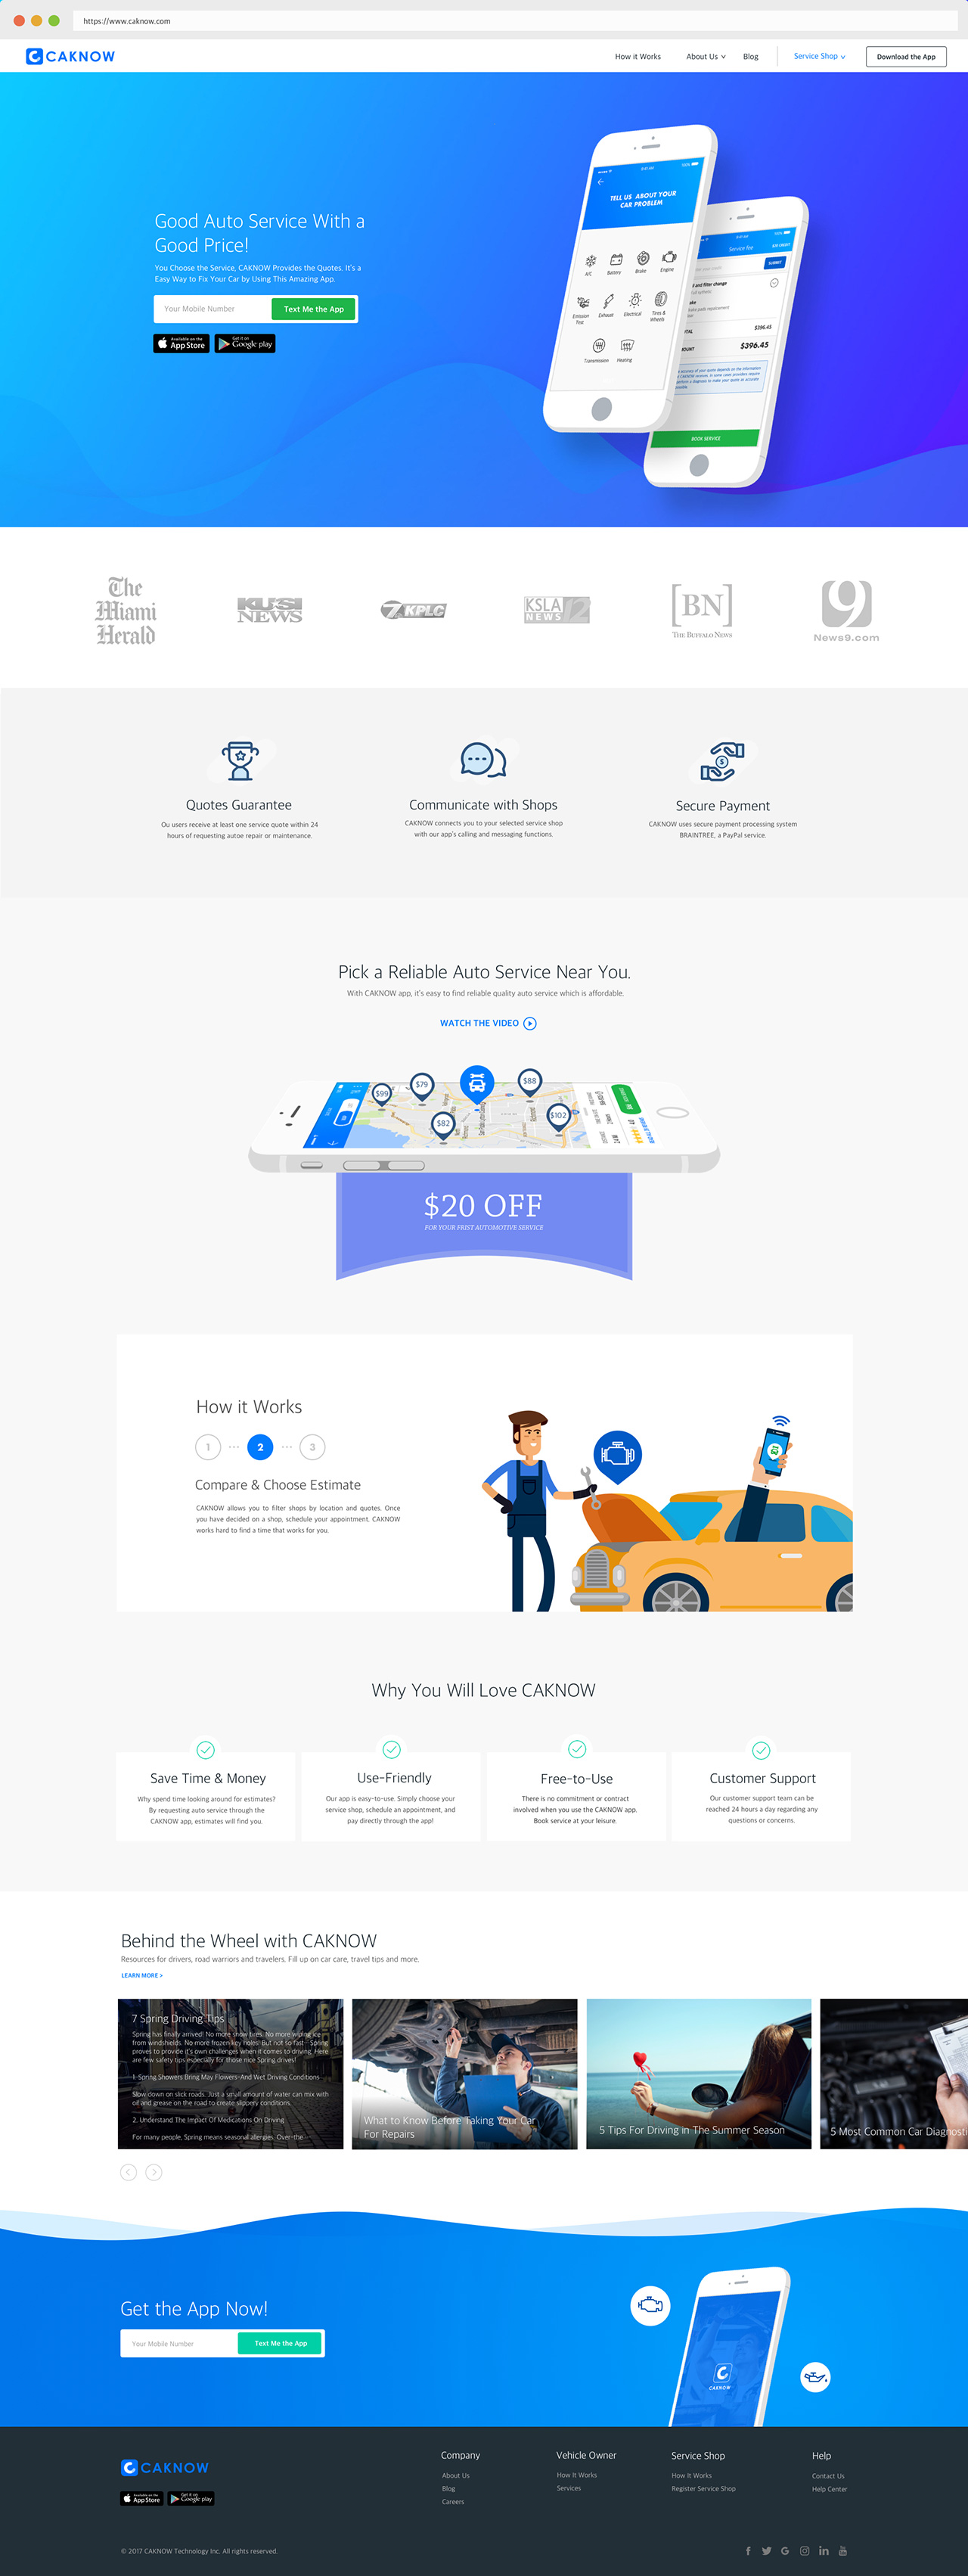 https://www.caknow.com
CAKNOW
How it Works
About Us
Blog
Service Shop
Download the App
Good Auto Service With a
Good Price!
You Choose the Service, CAKNOW Provides the Quotes. It's a
Easy Way to Fix Your Car by Using This Amazing App.
Your Mobile Number
Text Me the App
Available on the
App Store
Get it on
Google play
TELL US ABOUT YOUR
CAR PROBLEM
A/C
Battery
Brake
Engine
Emission
Test
Exhaust
Electrical
Tires &
Wheels
Transmission
Heating
Service fee
SUBMIT
$396.45
$396.45
BOOK SERVICE
The
Miami
Herald
KUSI
NEWS
7 KPLC
KSLA
NEWS 12
[BN]
THE BUFFALO NEWS
9
News9.com
Quotes Guarantee
Ou users receive at least one service quote within 24
hours of requesting autoe repair or maintenance.
Communicate with Shops
CAKNOW connects you to your selected service shop
with our app's calling and messaging functions.
Secure Payment
CAKNOW uses secure payment processing system
BRAINTREE, a PayPal service.
Pick a Reliable Auto Service Near You.
With CAKNOW app, it's easy to find reliable quality auto service which is affordable.
WATCH THE VIDEO
$99
$79
$88
$82
$102
$20 OFF
FOR YOUR FRIST AUTOMOTIVE SERVICE
How it Works
1 ... 2 ... 3
Compare & Choose Estimate
CAKNOW allows you to filter shops by location and quotes. Once
you have decided on a shop, schedule your appointment. CAKNOW
works hard to find a time that works for you.
Why You Will Love CAKNOW
Save Time & Money
Why spend time looking around for estimates?
By requesting auto service through the
CAKNOW app, estimates will find you.
Use-Friendly
Our app is easy-to-use. Simply choose your
service shop, schedule an appointment, and
pay directly through the app!
Free-to-Use
There is no commitment or contract
involved when you use the CAKNOW app.
Book service at your leisure.
Customer Support
Our customer support team can be
reached 24 hours a day regarding any
questions or concerns.
Behind the Wheel with CAKNOW
Resources for drivers, road warriors and travelers. Fill up on car care, travel tips and more.
LEARN MORE >
7 Spring Driving Tips
Spring has finally arrived! No more snow tires. No more wiping ice
from windshields. No more frozen key holes. But not so fast-- Spring
proves to provide it's own challenges when it comes to driving. Here
are few safety tips especially for those nice Spring drives!
1. Spring Showers Bring May Flowers-And Wet Driving Conditions
Slow down on slick roads. Just a small amount of water can mix with
oil and grease on the road to create slippery conditions.
2. Understand The Impact Of Medications On Driving
For many people, Spring means seasonal allergies. Over-the-
What to Know Before Taking Your Car
For Repairs
5 Tips For Driving in The Summer Season
5 Most Common Car Diagnosti
Get the App Now!
Your Mobile Number
Text Me the App
CAKNOW
CAKNOW
Available on the
App Store
Get it on
Google play
Company
About Us
Blog
Careers
Vehicle Owner
How It Works
Services
Service Shop
How It Works
Register Service Shop
Help
Contact Us
Help Center
© 2017 CAKNOW Technology Inc. All rights reserved.